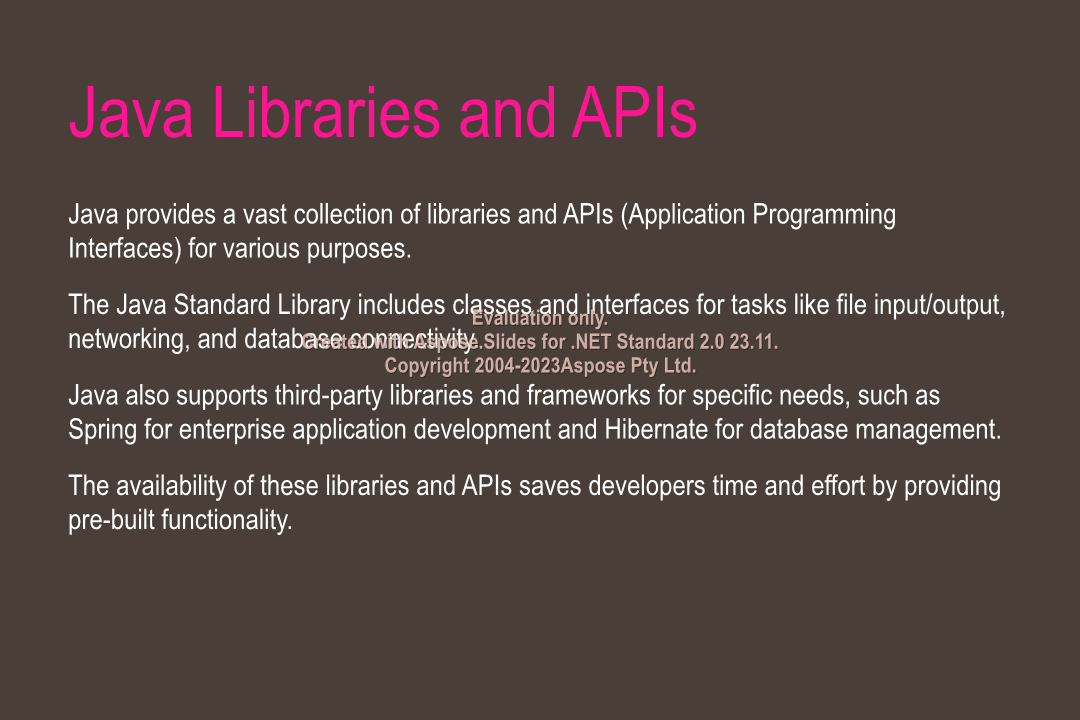 Java Libraries and APIs
Java provides a vast collection of libraries and APIs (Application Programming
Interfaces) for various purposes.
The Java Standard Library includes classes and interfaces for tasks like file input/output,
networking, and database connectivity.
Evaluation only.
Created with Aspose.Slides for .NET Standard 2.0 23.11.
Copyright 2004-2023Aspose Pty Ltd.
Java also supports third-party libraries and frameworks for specific needs, such as
Spring for enterprise application development and Hibernate for database management.
The availability of these libraries and APIs saves developers time and effort by providing
pre-built functionality.